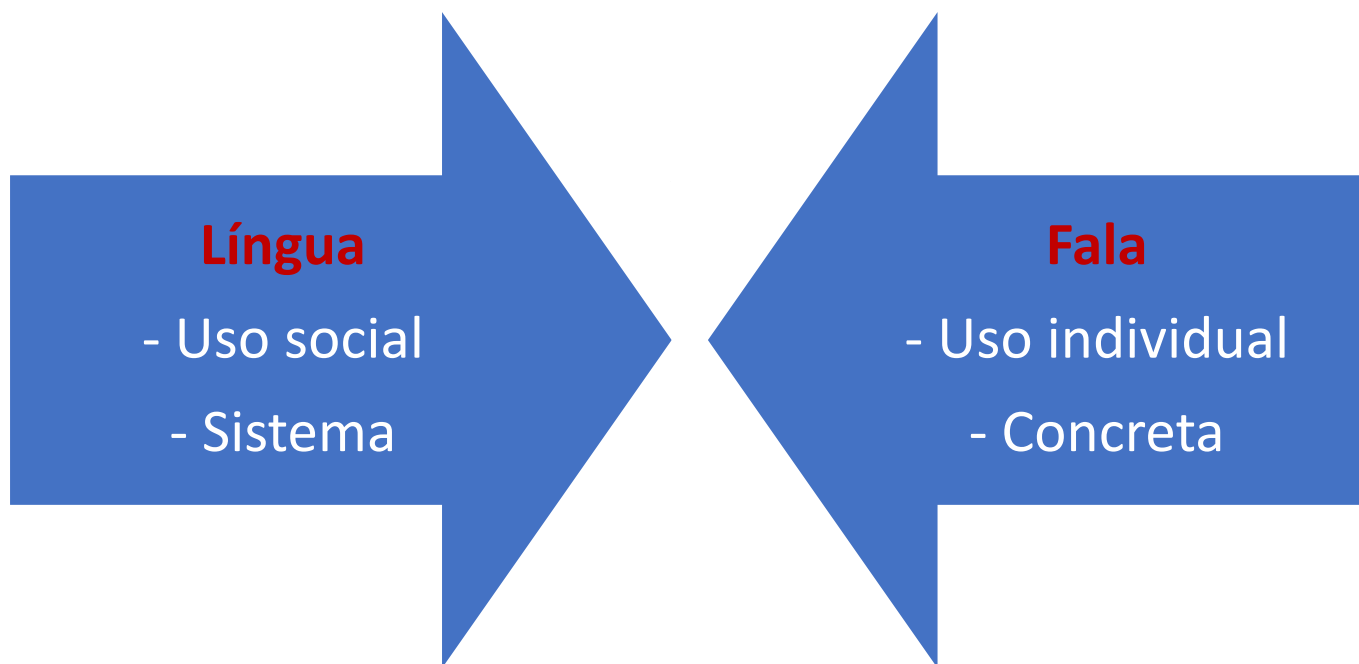 Língua
- Uso social
- Sistema
Fala
- Uso individual
- Concreta